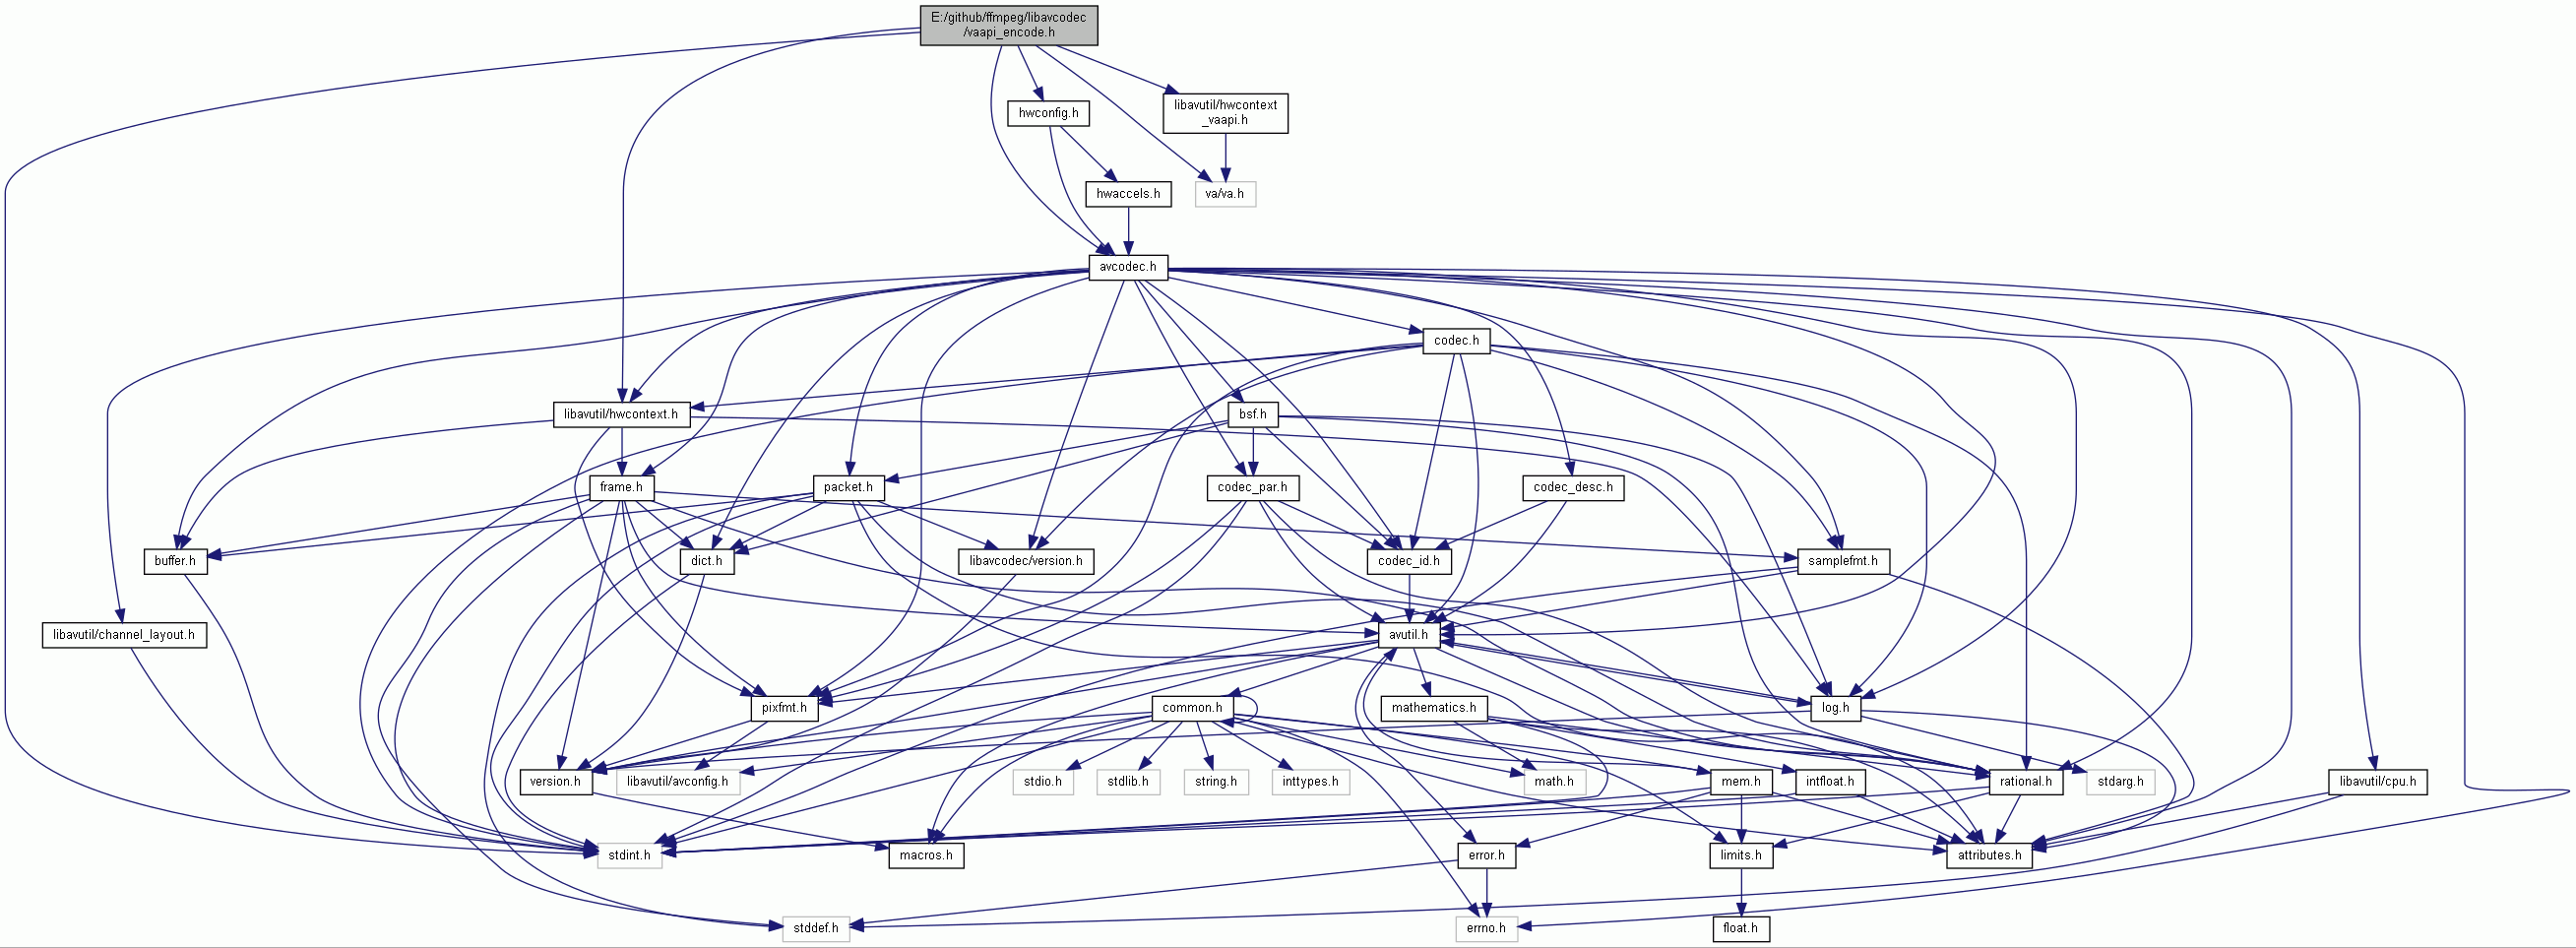 E:/github/ffmpeg/libavcodec
/vaapi_encode.h
hwconfig.h
libavutil/hwcontext
_vaapi.h
hwaccels.h
va/va.h
avcodec.h
codec.h
libavutil/hwcontext.h
bsf.h
frame.h
packet.h
codec_par.h
codec_desc.h
buffer.h
dict.h
libavcodec/version.h
codec_id.h
samplefmt.h
libavutil/channel_layout.h
avutil.h
pixfmt.h
common.h
mathematics.h
log.h
version.h
libavutil/avconfig.h
stdio.h
stdlib.h
string.h
inttypes.h
math.h
mem.h
intfloat.h
rational.h
stdarg.h
libavutil/cpu.h
stdint.h
macros.h
error.h
limits.h
attributes.h
stddef.h
errno.h
float.h